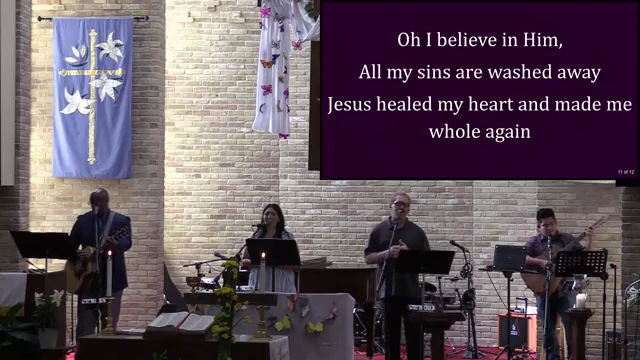 Oh I believe in Him,
All my sins are washed away
Jesus healed my heart and made me
whole again
11 of 12